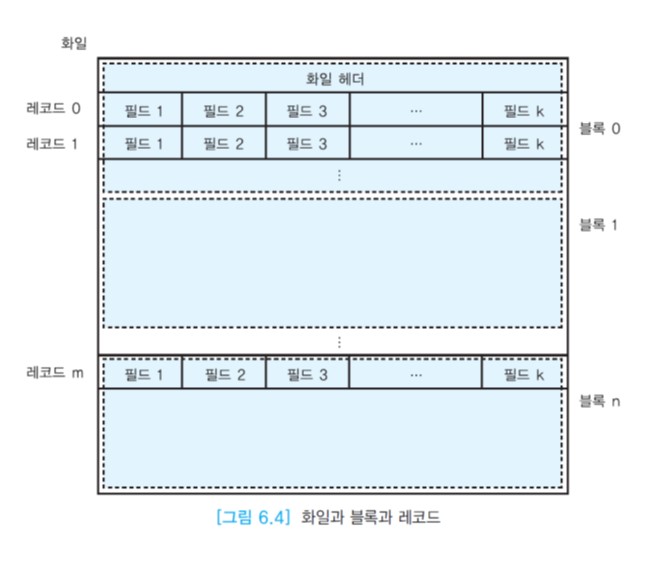 화일
화일 헤더
레코드 0 필드 1 필드 2 필드 3 … 필드 k
블록 0
레코드 1 필드 1 필드 2 필드 3 … 필드 k
⋮
블록 1
⋮
레코드 m 필드 1 필드 2 필드 3 … 필드 k
블록 n
[그림 6.4] 화일과 블록과 레코드